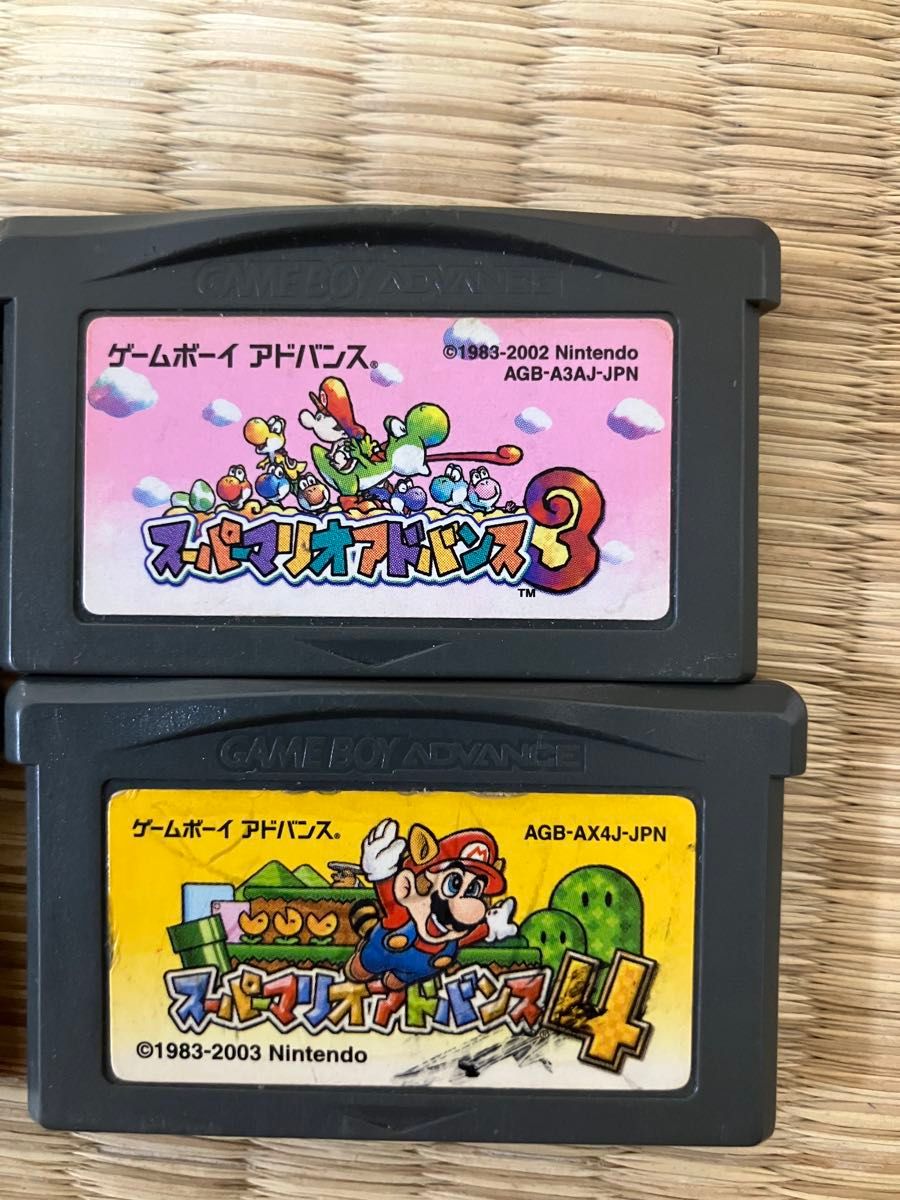 GAME BOY ADVANCE
ゲームボーイ アドバンス®
©1983-2002 Nintendo
AGB-A3AJ-JPN
スーパーマリオアドバンス3
TM
GAME BOY ADVANCE
ゲームボーイ アドバンス®
AGB-AX4J-JPN
M
スーパーマリオアドバンス4
®
©1983-2003 Nintendo